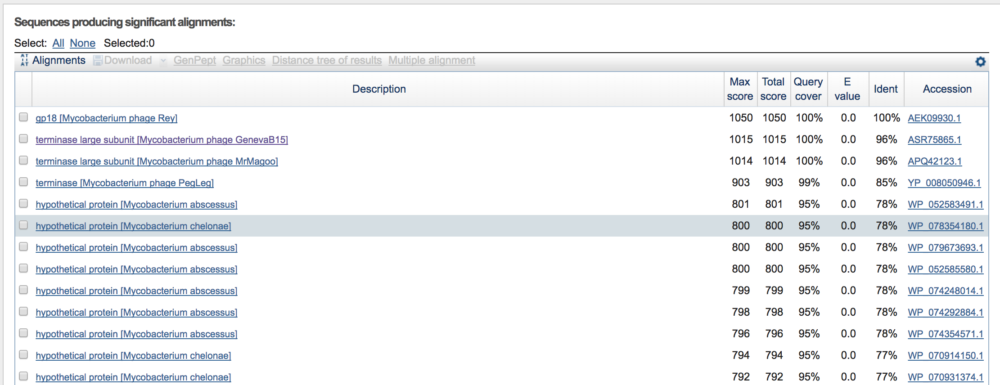 Sequences producing significant alignments:
Select: All None Selected:0
Alignments Download GenPept Graphics Distance tree of results Multiple alignment
Description Max score Total score Query cover E value Ident Accession
gp18 [Mycobacterium phage Rey] 1050 1050 100% 0.0 100% AEK09930.1
terminase large subunit [Mycobacterium phage GenevaB15] 1015 1015 100% 0.0 96% ASR75865.1
terminase large subunit [Mycobacterium phage MrMagoo] 1014 1014 100% 0.0 96% APQ42123.1
terminase [Mycobacterium phage PegLeg] 903 903 99% 0.0 85% YP_008050946.1
hypothetical protein [Mycobacterium abscessus] 801 801 95% 0.0 78% WP_052583491.1
hypothetical protein [Mycobacterium chelonae] 800 800 95% 0.0 78% WP_078354180.1
hypothetical protein [Mycobacterium abscessus] 800 800 95% 0.0 78% WP_079673693.1
hypothetical protein [Mycobacterium abscessus] 800 800 95% 0.0 78% WP_052585580.1
hypothetical protein [Mycobacterium abscessus] 799 799 95% 0.0 78% WP_074248014.1
hypothetical protein [Mycobacterium abscessus] 798 798 95% 0.0 78% WP_074292884.1
hypothetical protein [Mycobacterium abscessus] 796 796 95% 0.0 78% WP_074354571.1
hypothetical protein [Mycobacterium chelonae] 794 794 95% 0.0 77% WP_070914150.1
hypothetical protein [Mycobacterium chelonae] 792 792 95% 0.0 77% WP_070931374.1